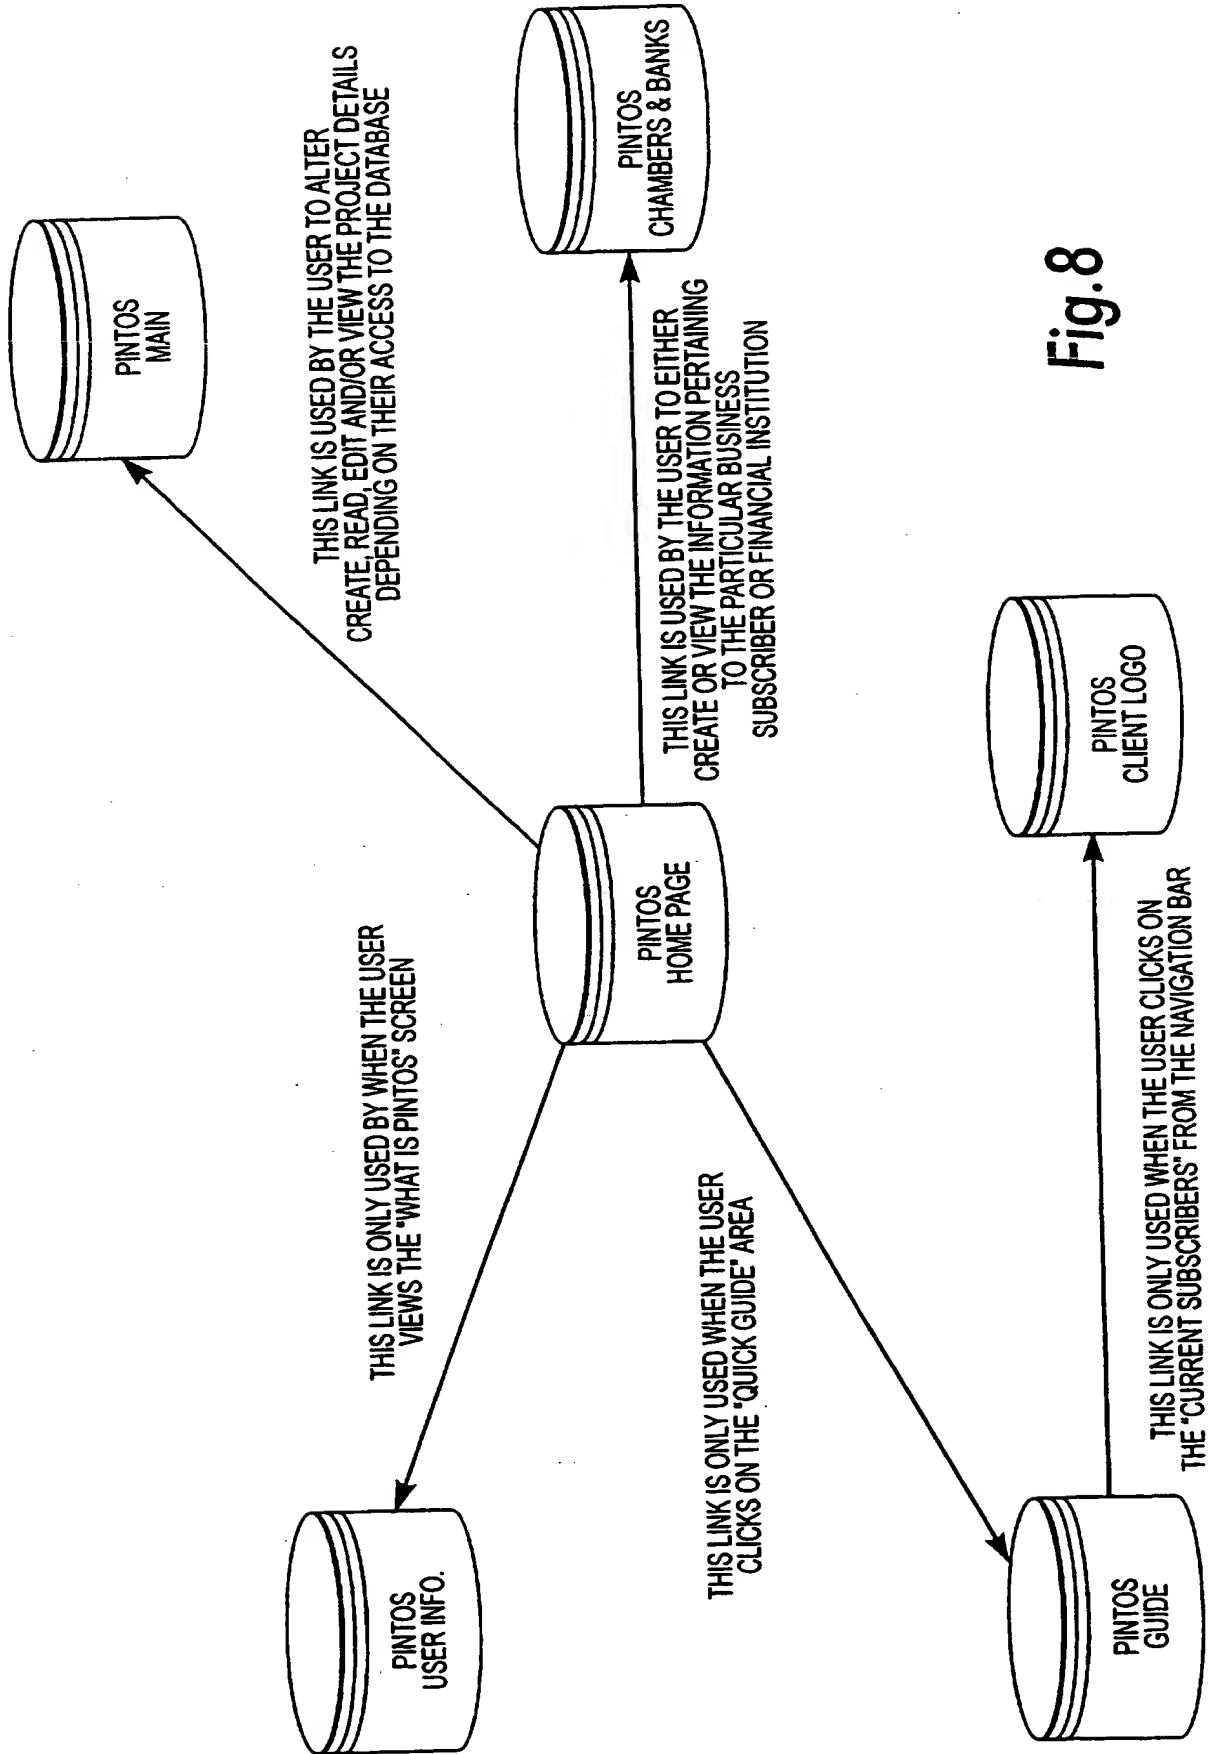 PINTOS
MAIN
THIS LINK IS USED BY THE USER TO ALTER
CREATE, READ, EDIT AND/OR VIEW THE PROJECT DETAILS
DEPENDING ON THEIR ACCESS TO THE DATABASE
PINTOS
CHAMBERS & BANKS
THIS LINK IS USED BY THE USER TO EITHER
CREATE OR VIEW THE INFORMATION PERTAINING
TO THE PARTICULAR BUSINESS
SUBSCRIBER OR FINANCIAL INSTITUTION
PINTOS
HOME PAGE
THIS LINK IS ONLY USED BY WHEN THE USER
VIEWS THE "WHAT IS PINTOS" SCREEN
PINTOS
USER INFO.
THIS LINK IS ONLY USED WHEN THE USER
CLICKS ON THE "QUICK GUIDE" AREA
PINTOS
GUIDE
THIS LINK IS ONLY USED WHEN THE USER CLICKS ON
THE "CURRENT SUBSCRIBERS" FROM THE NAVIGATION BAR
PINTOS
CLIENT LOGO
Fig.8